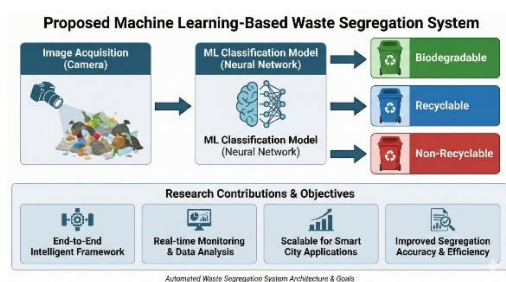 Proposed Machine Learning-Based Waste Segregation System
Image Acquisition
(Camera)
ML Classification Model
(Neural Network)
ML Classification Model
(Neural Network)
Biodegradable
Recyclable
Non-Recyclable
Research Contributions & Objectives
End-to-End
Intelligent Framework
Real-time Monitoring
& Data Analysis
Scalable for Smart
City Applications
Improved Segregation
Accuracy & Efficiency
Automated Waste Segregation System Architecture & Goals